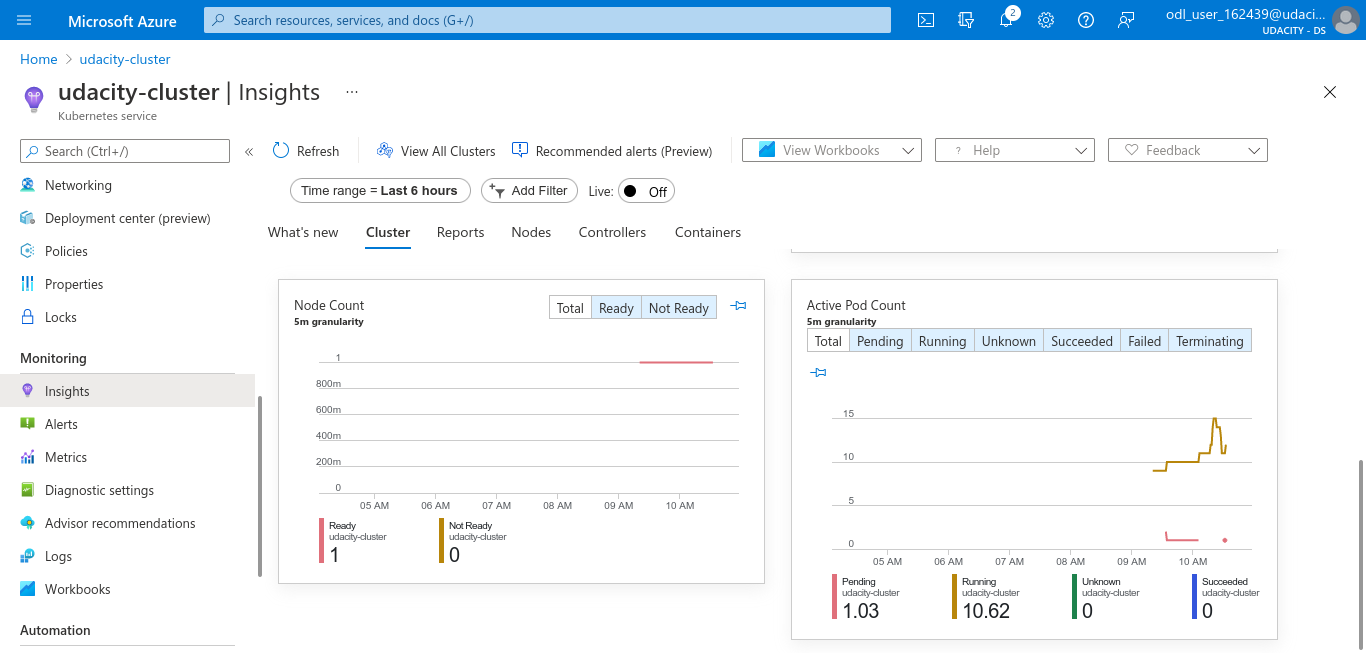 Microsoft Azure
Search resources, services, and docs (G+/)
2
odl_user_162439@udaci...
UDACITY - DS
Home > udacity-cluster
udacity-cluster | Insights ...
Kubernetes service
Search (Ctrl+/)
«
Refresh
View All Clusters
Recommended alerts (Preview)
View Workbooks
? Help
Feedback
Time range = Last 6 hours
Add Filter
Live: Off
What's new
Cluster
Reports
Nodes
Controllers
Containers
Networking
Deployment center (preview)
Policies
Properties
Locks
Monitoring
Insights
Alerts
Metrics
Diagnostic settings
Advisor recommendations
Logs
Workbooks
Automation
Node Count
5m granularity
Total Ready Not Ready
1
800m
600m
400m
200m
0
05 AM 06 AM 07 AM 08 AM 09 AM 10 AM
Ready
udacity-cluster
1
Not Ready
udacity-cluster
0
Active Pod Count
5m granularity
Total Pending Running Unknown Succeeded Failed Terminating
15
10
5
0
05 AM 06 AM 07 AM 08 AM 09 AM 10 AM
Pending
udacity-cluster
1.03
Running
udacity-cluster
10.62
Unknown
udacity-cluster
0
Succeeded
udacity-cluster
0